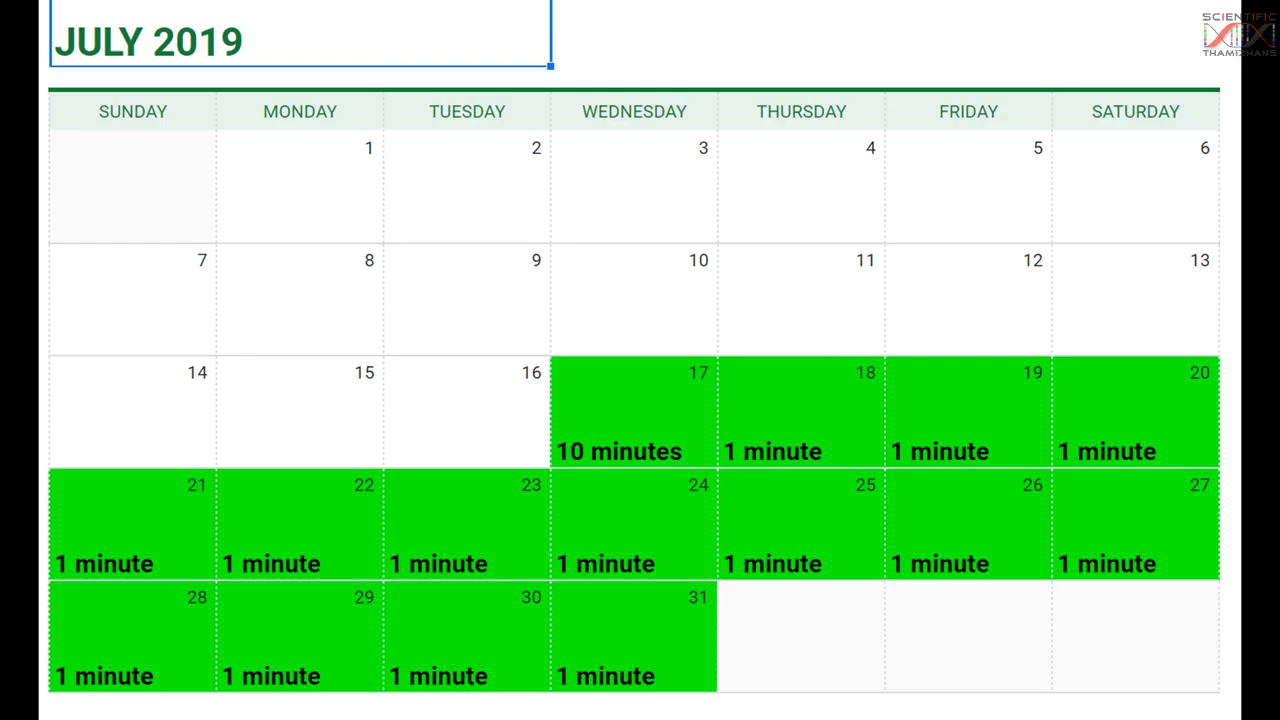 SCIENTIFIC
THAMIZHANS
JULY 2019
SUNDAY MONDAY TUESDAY WEDNESDAY THURSDAY FRIDAY SATURDAY
1 2 3 4 5 6
7 8 9 10 11 12 13
14 15 16 17 18 19 20
10 minutes 1 minute 1 minute 1 minute
21 22 23 24 25 26 27
1 minute 1 minute 1 minute 1 minute 1 minute 1 minute 1 minute
28 29 30 31
1 minute 1 minute 1 minute 1 minute